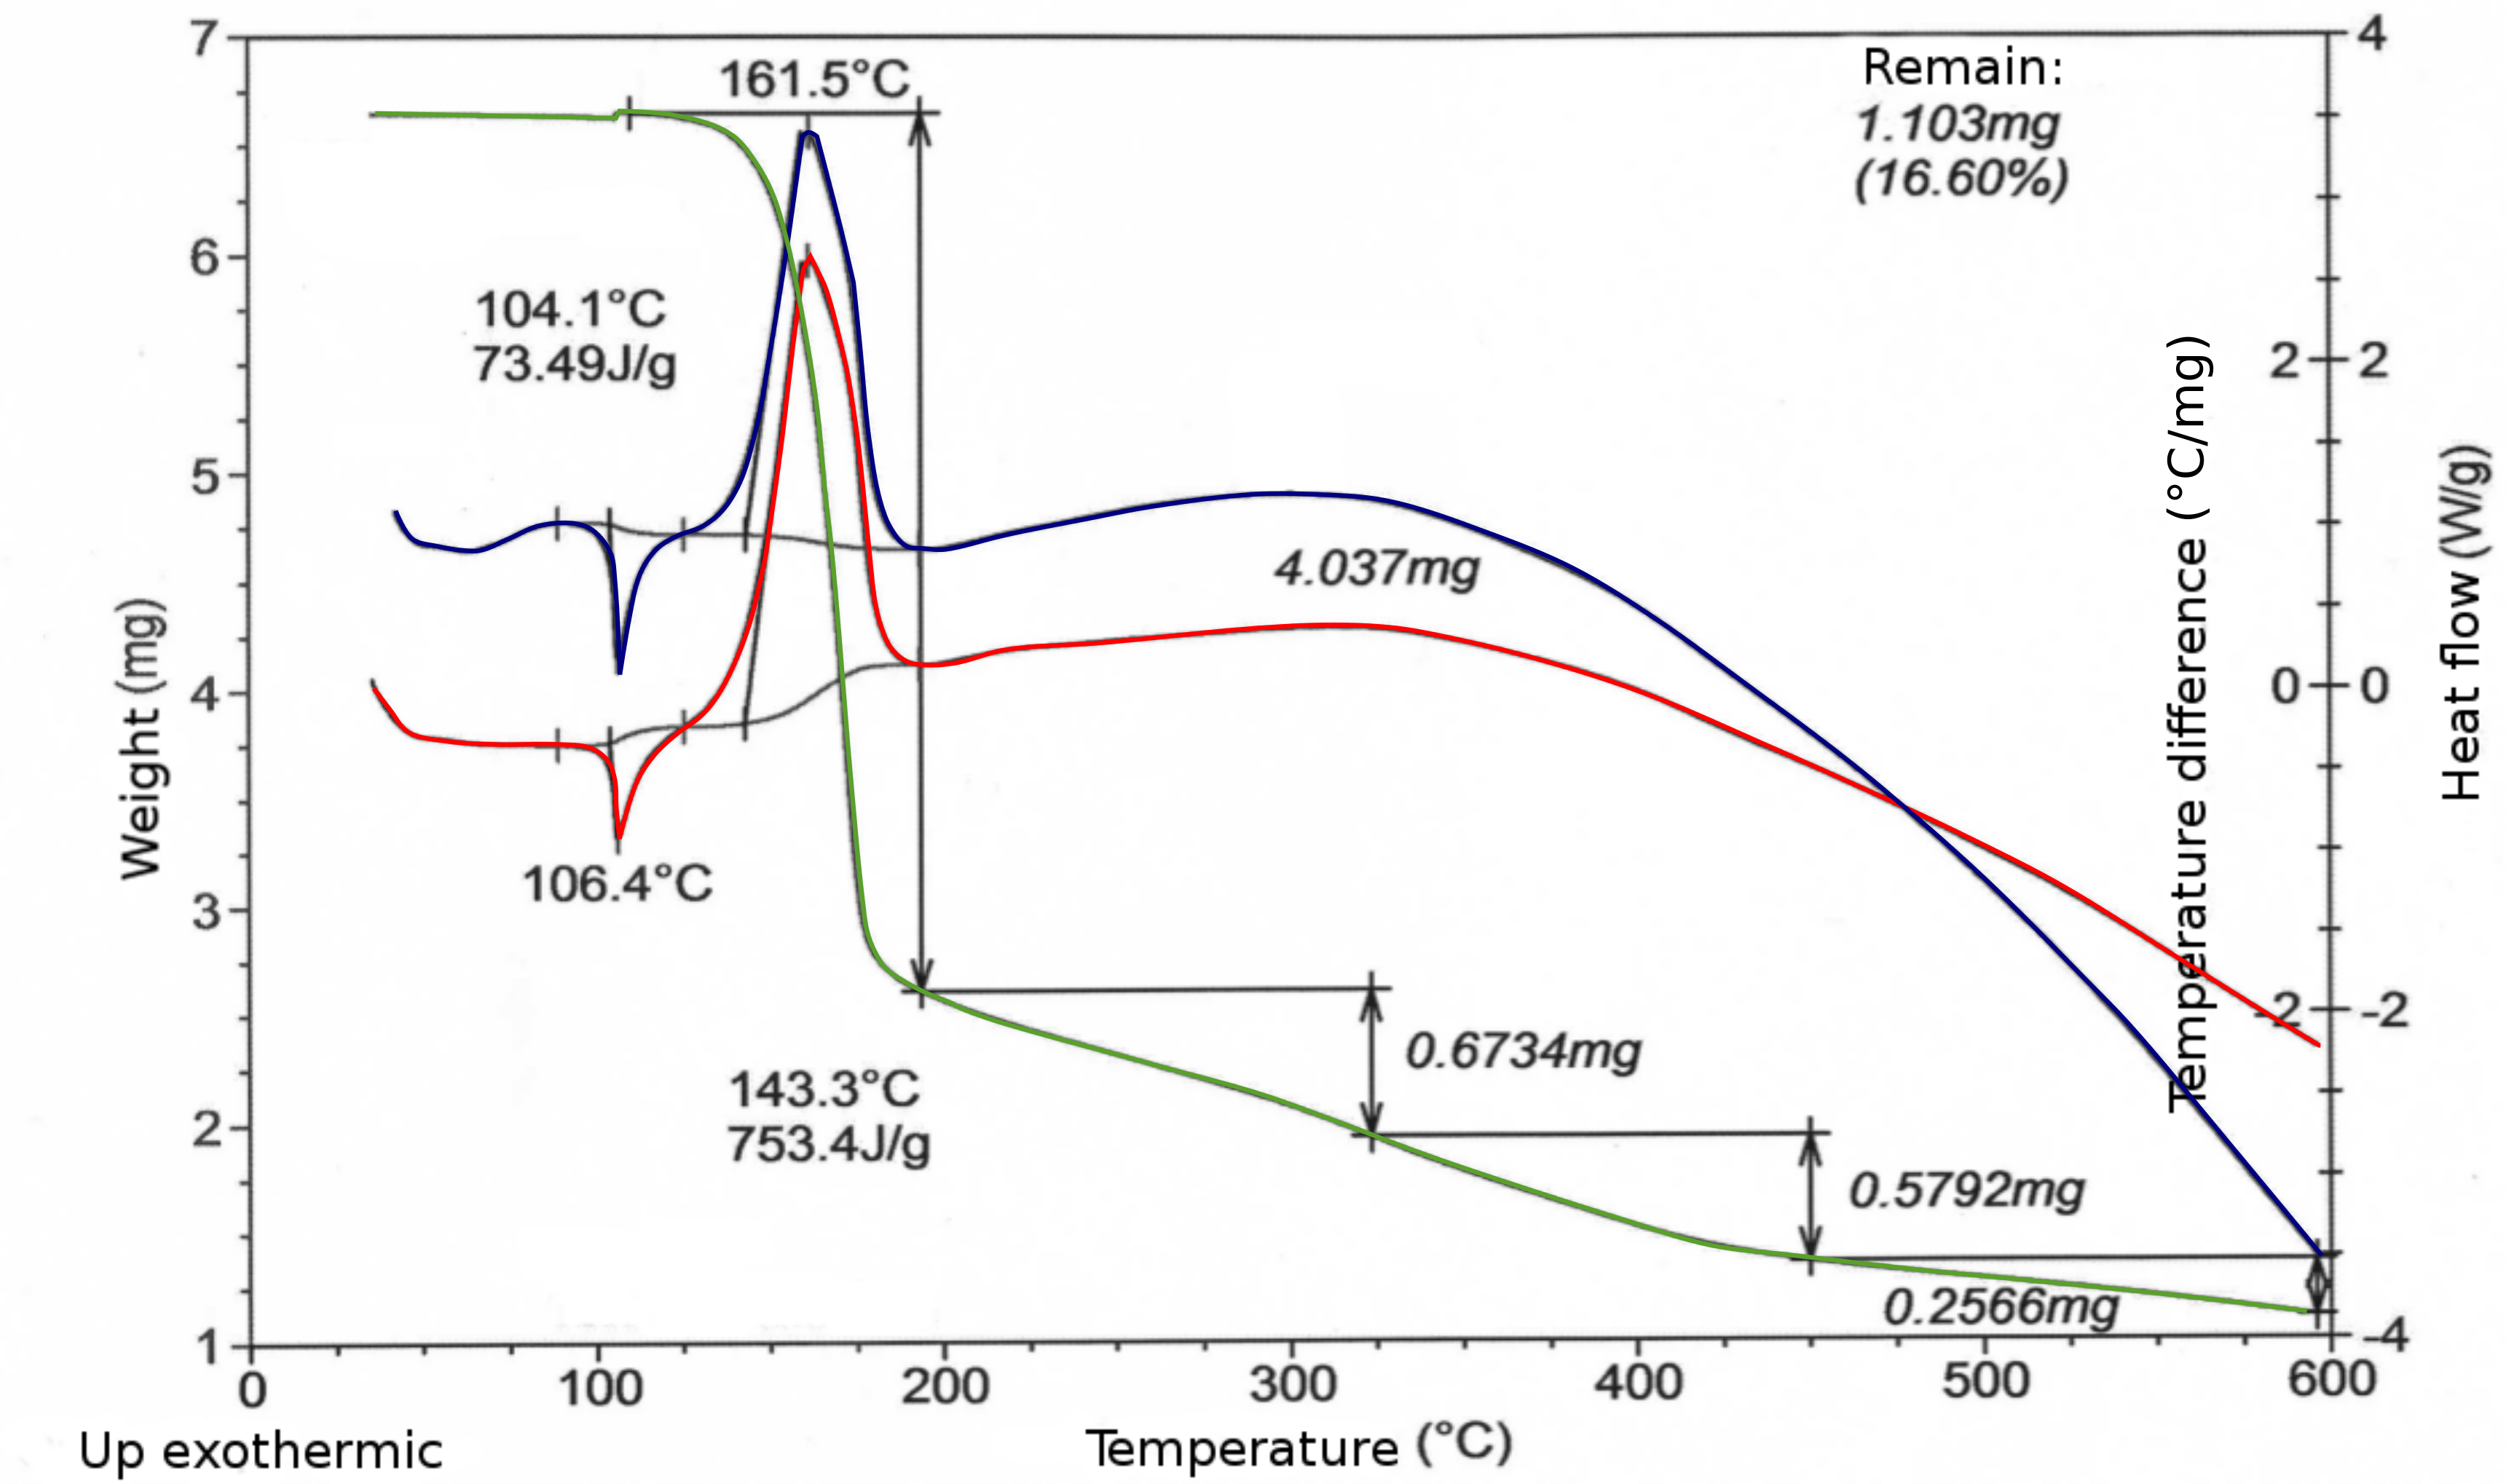 7
6
5
4
3
2
1
Weight (mg)
161.5°C
104.1°C
73.49J/g
106.4°C
143.3°C
753.4J/g
Remain:
1.103mg
(16.60%)
4.037mg
0.6734mg
0.5792mg
0.2566mg
Temperature difference (°C/mg)
2
0
-2
4
2
0
-2
-4
Heat flow (W/g)
0 100 200 300 400 500 600
Up exothermic
Temperature (°C)